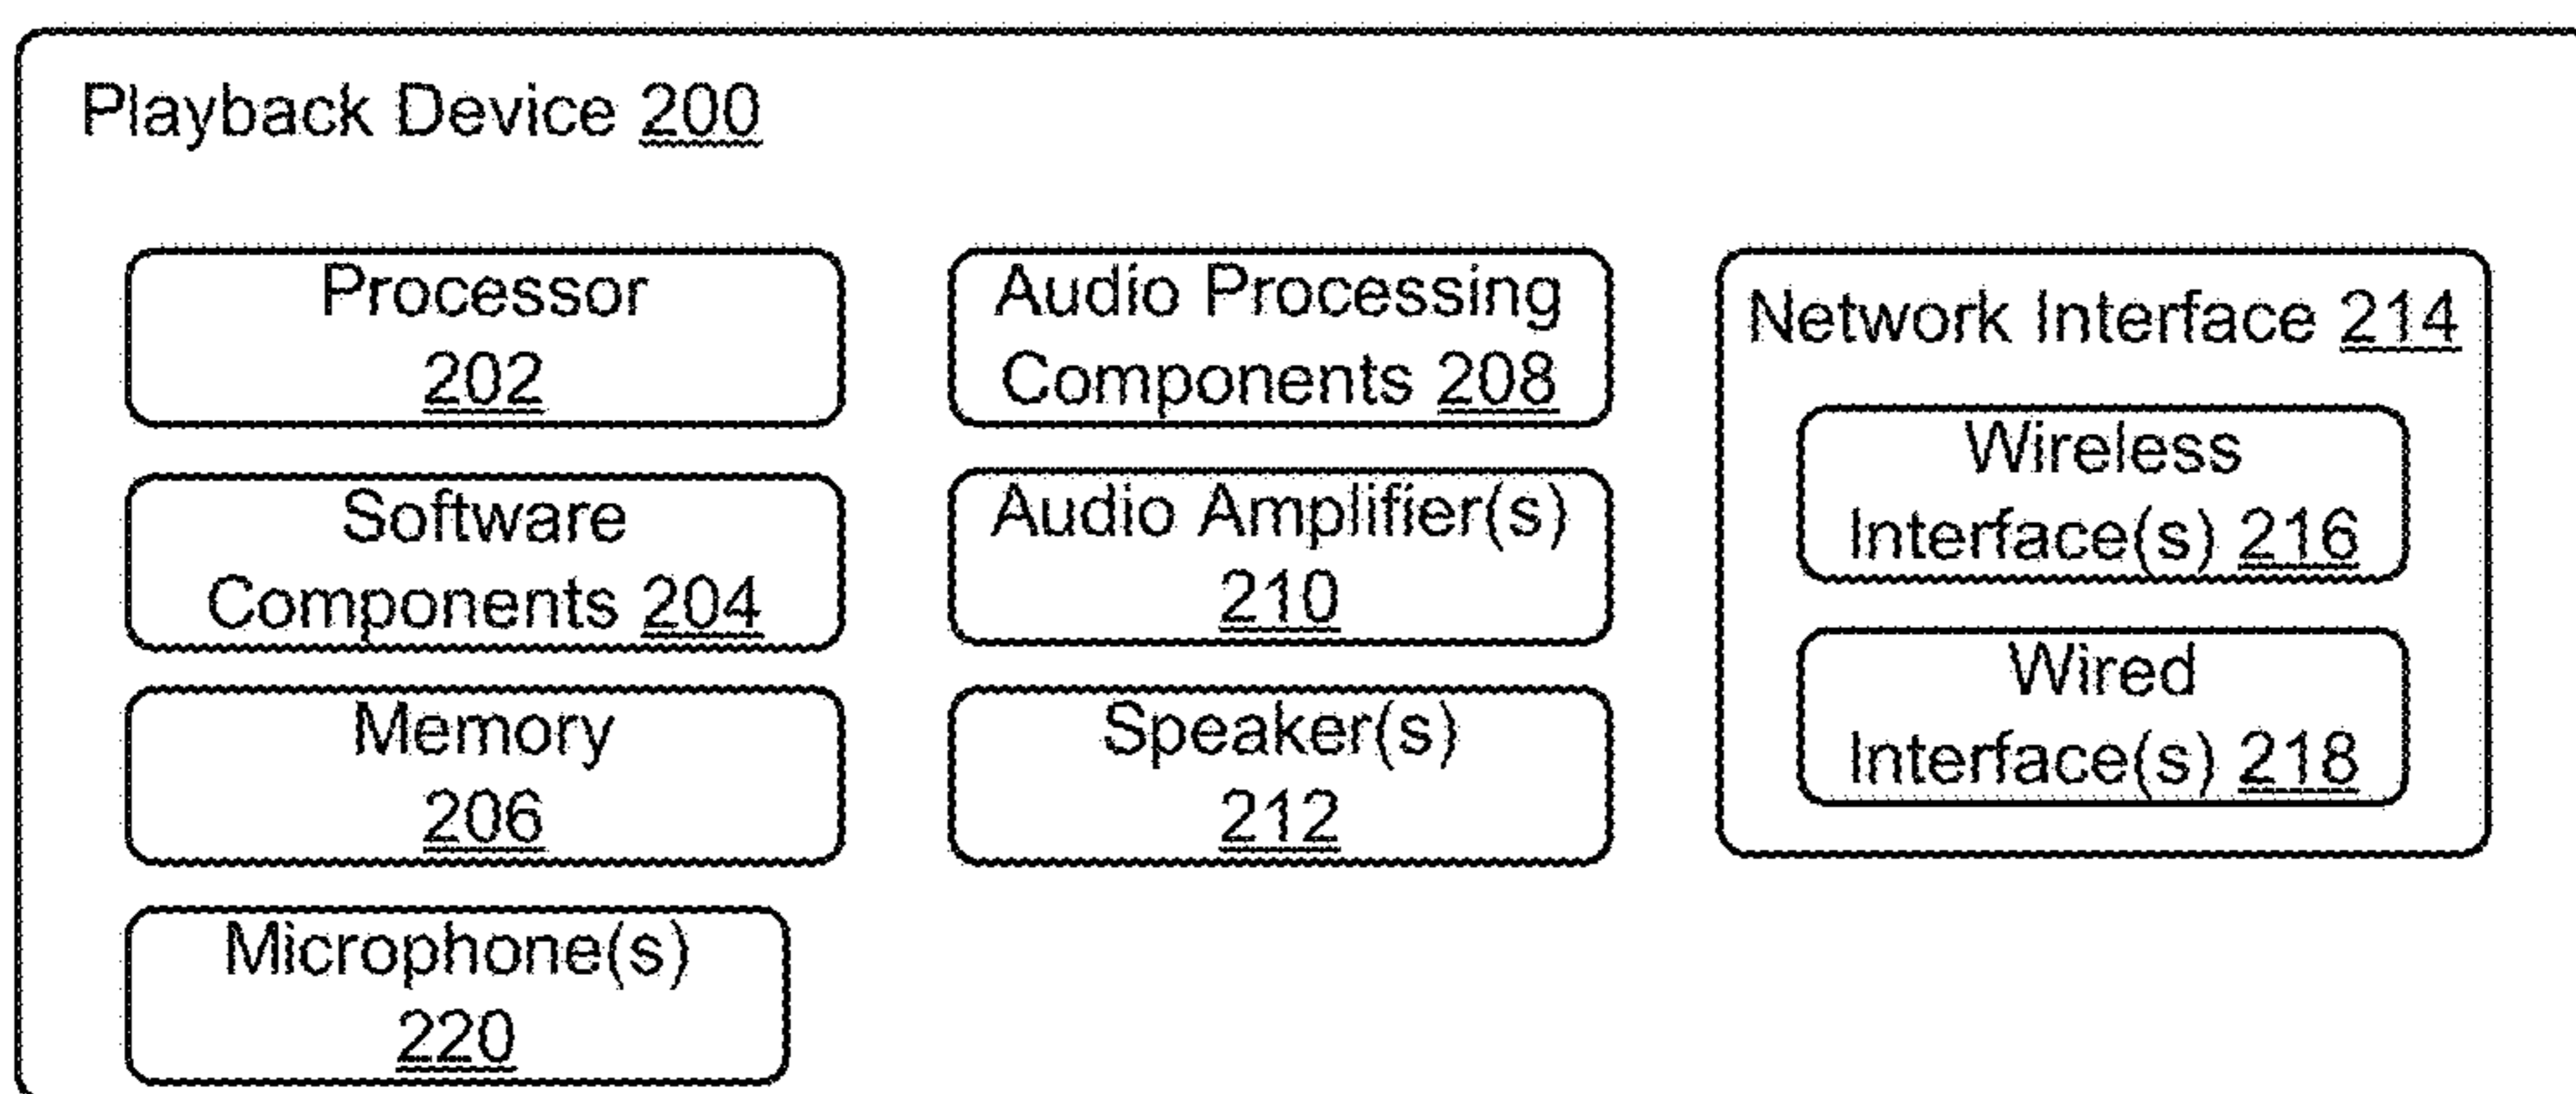 Playback Device 200
Processor
202
Software
Components 204
Memory
206
Microphone(s)
220
Audio Processing
Components 208
Audio Amplifier(s)
210
Speaker(s)
212
Network Interface 214
Wireless
Interface(s) 216
Wired
Interface(s) 218